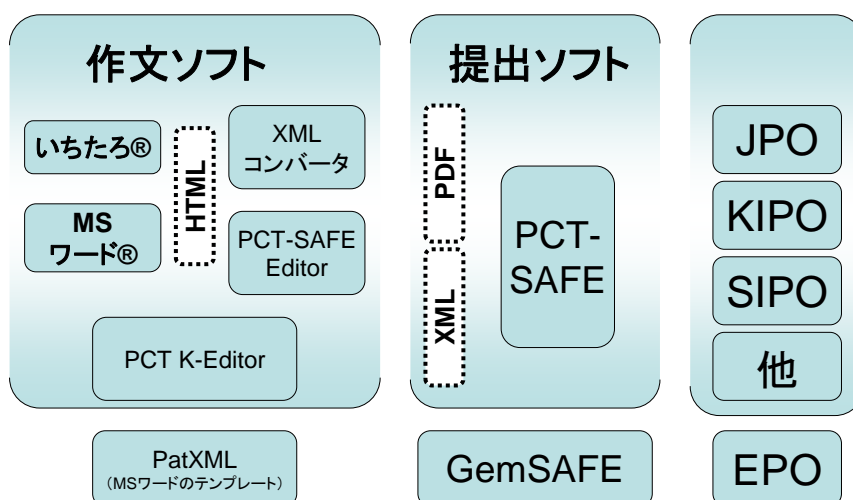 作文ソフト
いちたろ®
MS
ワード®
HTML
XML
コンバータ
PCT-SAFE
Editor
PCT K-Editor
PatXML
(MSワードのテンプレート)
提出ソフト
PDF
XML
PCT-
SAFE
GemSAFE
JPO
KIPO
SIPO
他
EPO